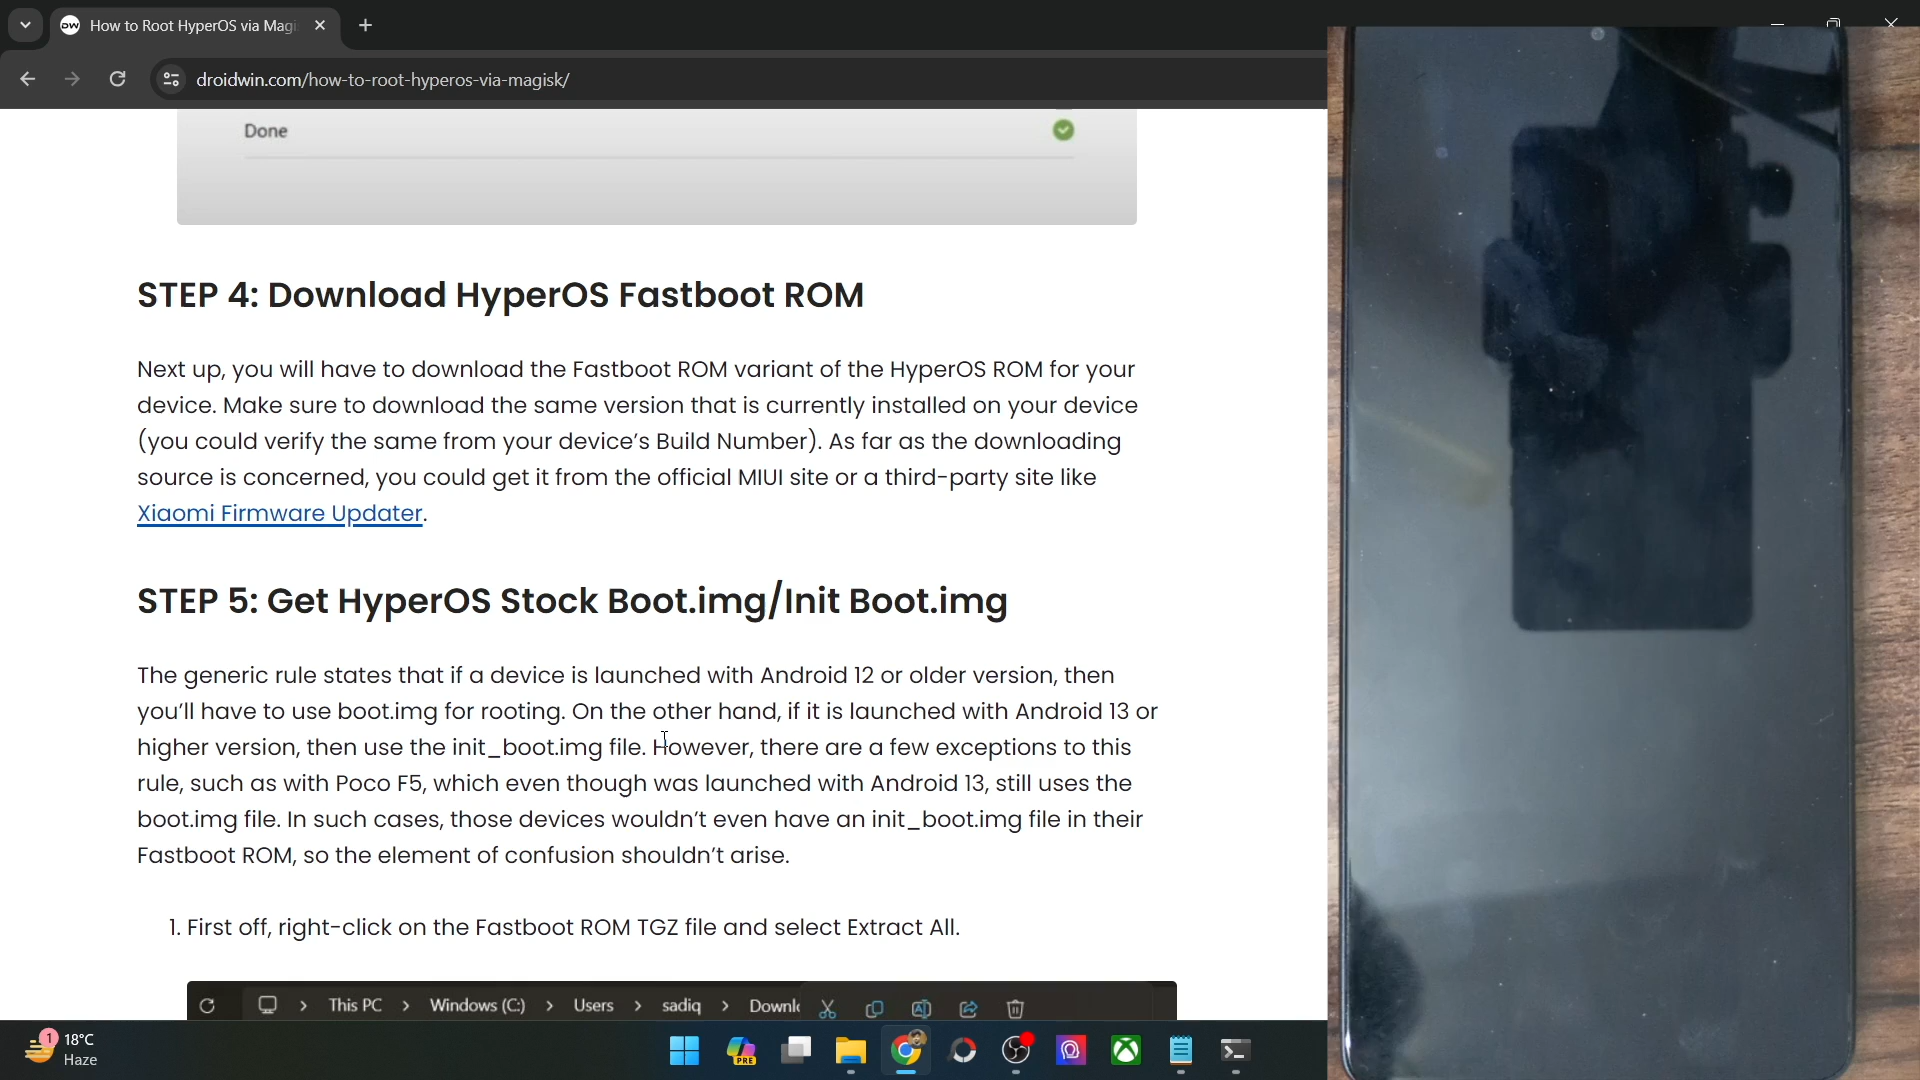 DW How to Root HyperOS via Magi
droidwin.com/how-to-root-hyperos-via-magisk/
Done
STEP 4: Download HyperOS Fastboot ROM
Next up, you will have to download the Fastboot ROM variant of the HyperOS ROM for your
device. Make sure to download the same version that is currently installed on your device
(you could verify the same from your device’s Build Number). As far as the downloading
source is concerned, you could get it from the official MIUI site or a third-party site like
Xiaomi Firmware Updater.
STEP 5: Get HyperOS Stock Boot.img/Init Boot.img
The generic rule states that if a device is launched with Android 12 or older version, then
you’ll have to use boot.img for rooting. On the other hand, if it is launched with Android 13 or
higher version, then use the init_boot.img file. However, there are a few exceptions to this
rule, such as with Poco F5, which even though was launched with Android 13, still uses the
boot.img file. In such cases, those devices wouldn’t even have an init_boot.img file in their
Fastboot ROM, so the element of confusion shouldn’t arise.
1. First off, right-click on the Fastboot ROM TGZ file and select Extract All.
This PC > Windows (C:) > Users > sadiq > Downlo
1
18°C
Haze
PRE